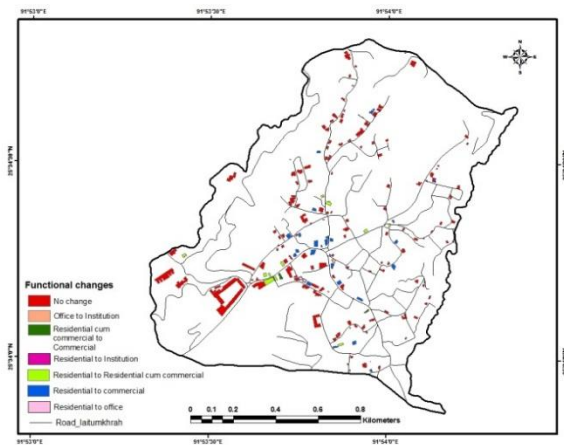 91°53'0"E 91°53'30"E 91°54'0"E
N
W E
S
Functional changes
No change
Office to Institution
Residential cum
commercial to
Commercial
Residential to Institution
Residential to Residential cum commercial
Residential to commercial
Residential to office
Road_laitumkhrah
0 0.1 0.2 0.4 0.6 0.8
Kilometers
91°53'0"E 91°53'30"E 91°54'0"E